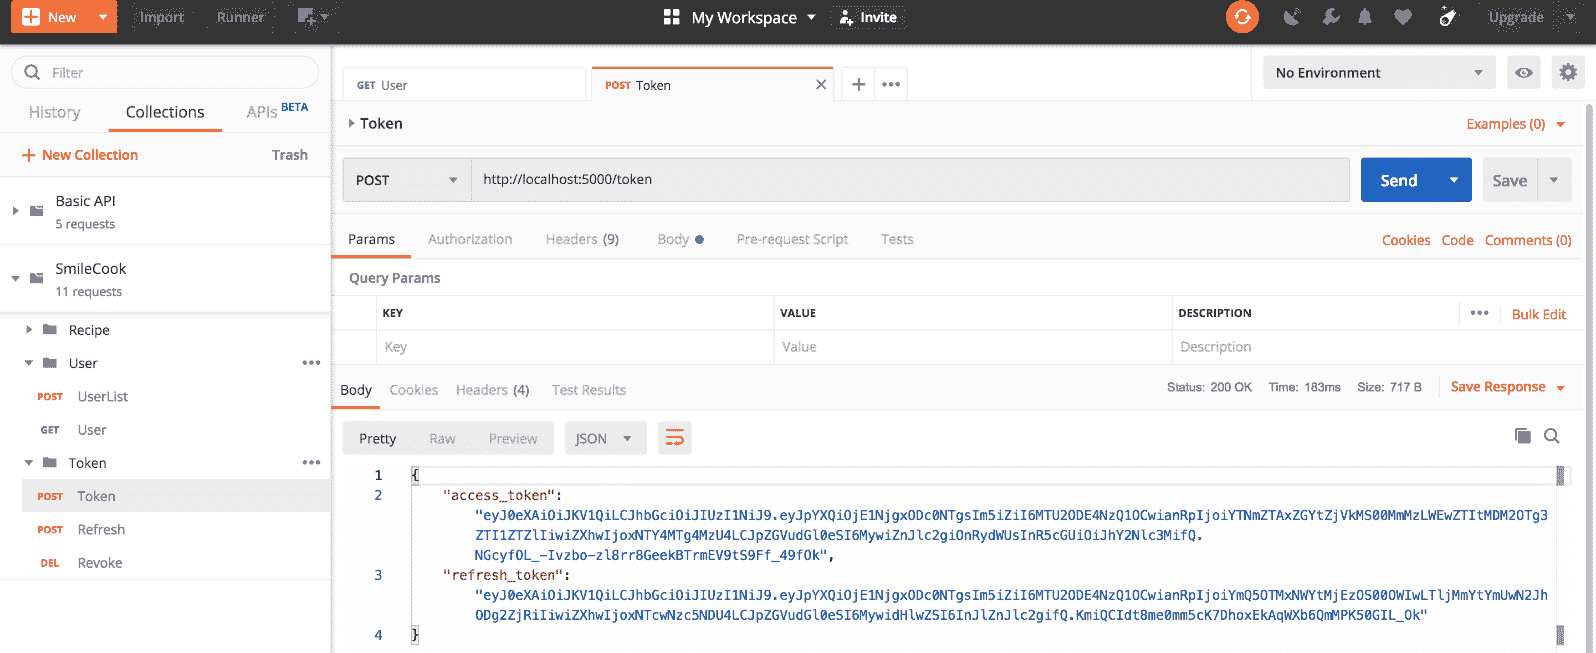 New Import Runner My Workspace Invite Upgrade
Filter
GET User POST Token
No Environment
History Collections APIs BETA
Token Examples (0)
New Collection Trash
POST http://localhost:5000/token Send Save
Basic API
5 requests
Params Authorization Headers (9) Body Pre-request Script Tests Cookies Code Comments (0)
SmileCook
11 requests
Query Params
KEY VALUE DESCRIPTION Bulk Edit
Key Value Description
Recipe
User
POST UserList
GET User
Token
POST Token
POST Refresh
DEL Revoke
Body Cookies Headers (4) Test Results Status: 200 OK Time: 183ms Size: 717 B Save Response
Pretty Raw Preview JSON
1 {
2 "access_token":
"eyJ0eXAiOiJKV1QiLCJhbGciOiJIUzI1NiJ9.eyJpYXQiOjE1NjgxODc0NTgsIm5iZiI6MTU2ODE4NzQ1OCwianRpIjoiYTNmZTAxZGYtZjVkMS00MmMzLWEwZTItMDM2OTg3
ZTI1ZTZlIiwiZXhwIjoxNTY4MTg4MzU4LCJpZGVudGl0eSI6MywiZnJlc2giOnRydWUsInR5cGUiOiJhY2Nlc3MifQ.
NGcyfOL_-Ivzbo-zl8rr8GeekBTrmEV9tS9Ff_49fOk",
3 "refresh_token":
"eyJ0eXAiOiJKV1QiLCJhbGciOiJIUzI1NiJ9.eyJpYXQiOjE1NjgxODc0NTgsIm5iZiI6MTU2ODE4NzQ1OCwianRpIjoiYmQ5OTMxNWYtMjEzOS00OWIwLTljMmYtYmUwN2Jh
ODg2ZjRiIiwiZXhwIjoxNTcwNzc5NDU4LCJpZGVudGl0eSI6MywidHlwZSI6InJlZnJlc2gifQ.KmiQCIdt8me0mm5cK7DhoxEkAqWXb6QmMPK50GIL_Ok"
4 }